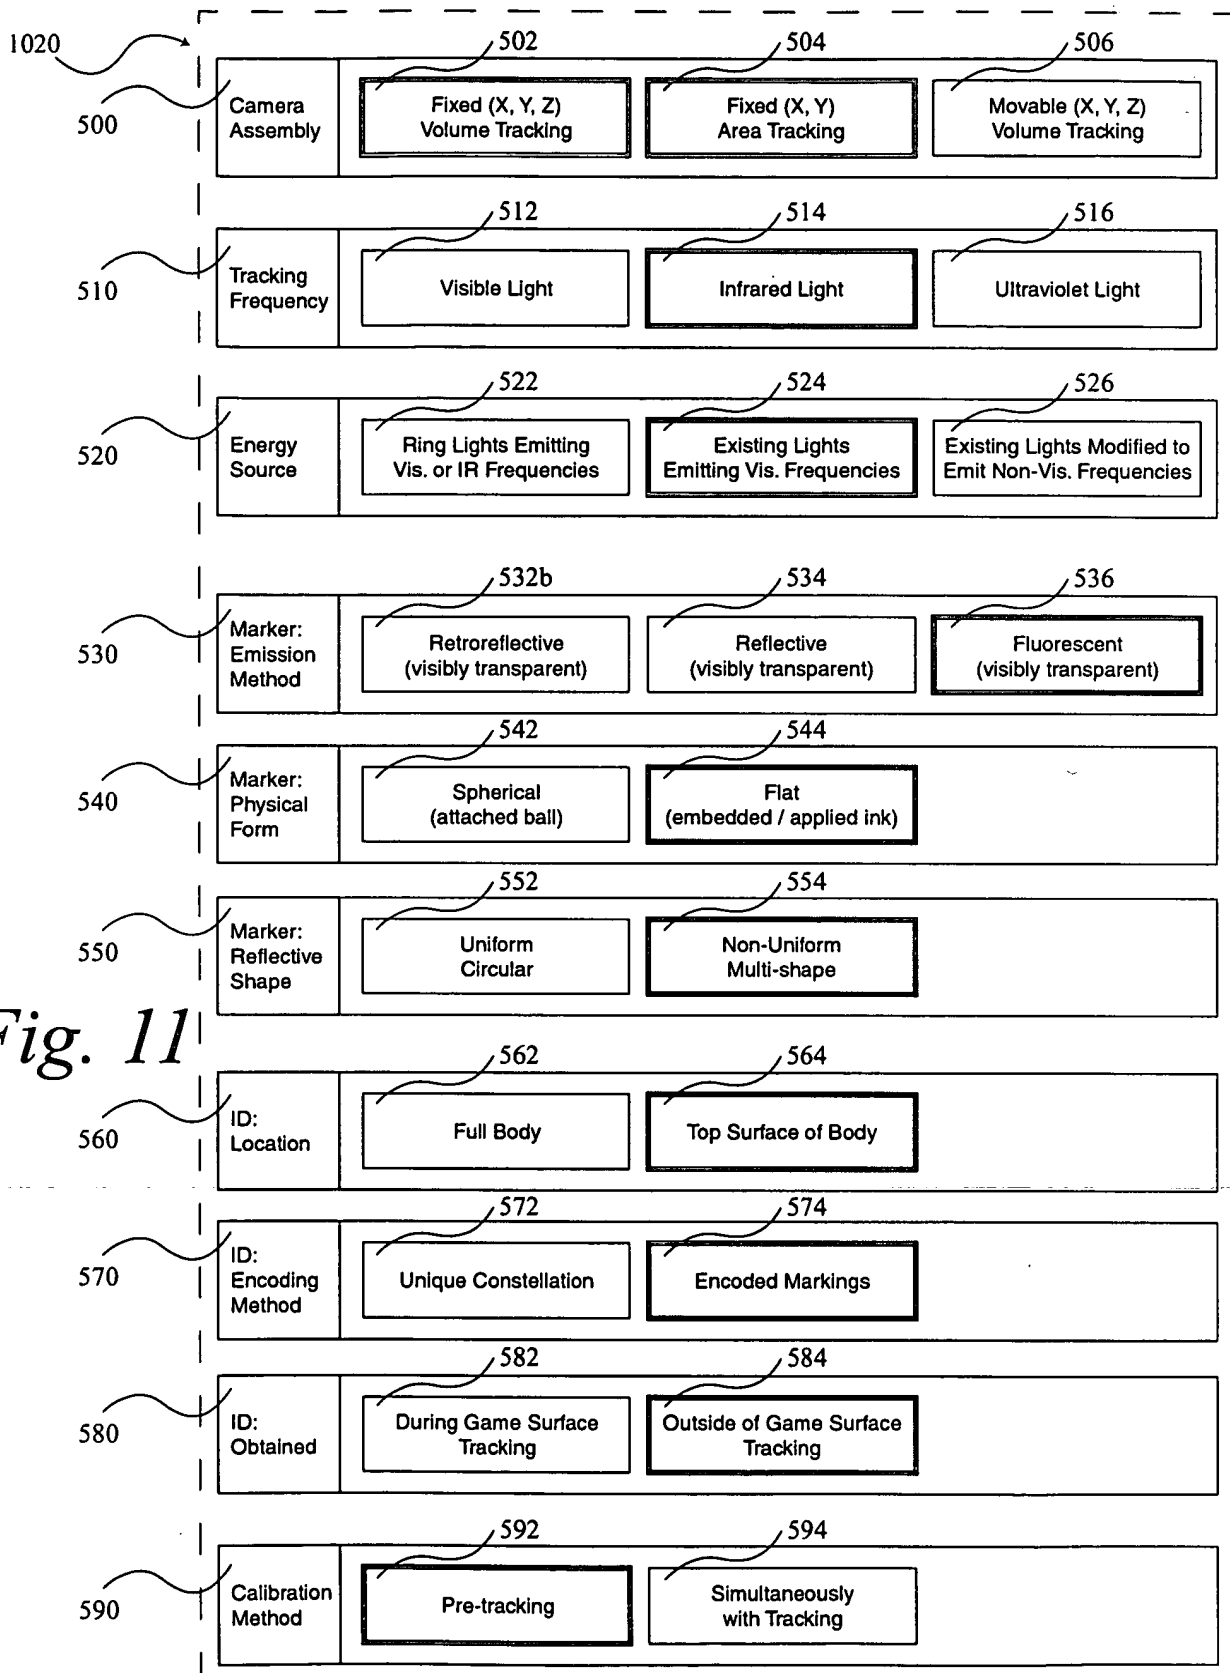 1020
502
504
506
500
Camera
Assembly
Fixed (X, Y, Z)
Volume Tracking
Fixed (X, Y)
Area Tracking
Movable (X, Y, Z)
Volume Tracking
512
514
516
510
Tracking
Frequency
Visible Light
Infrared Light
Ultraviolet Light
522
524
526
520
Energy
Source
Ring Lights Emitting
Vis. or IR Frequencies
Existing Lights
Emitting Vis. Frequencies
Existing Lights Modified to
Emit Non-Vis. Frequencies
532b
534
536
530
Marker:
Emission
Method
Retroreflective
(visibly transparent)
Reflective
(visibly transparent)
Fluorescent
(visibly transparent)
542
544
540
Marker:
Physical
Form
Spherical
(attached ball)
Flat
(embedded / applied ink)
552
554
550
Marker:
Reflective
Shape
Uniform
Circular
Non-Uniform
Multi-shape
Fig. 11
562
564
560
ID:
Location
Full Body
Top Surface of Body
572
574
570
ID:
Encoding
Method
Unique Constellation
Encoded Markings
582
584
580
ID:
Obtained
During Game Surface
Tracking
Outside of Game Surface
Tracking
592
594
590
Calibration
Method
Pre-tracking
Simultaneously
with Tracking